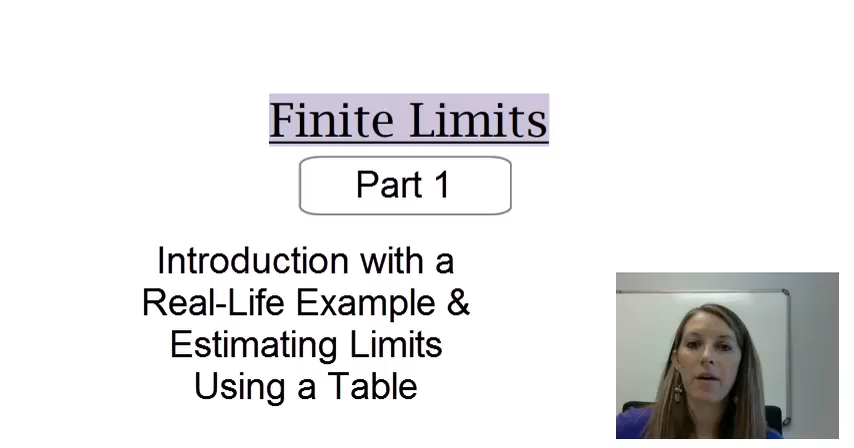 Finite Limits
Part 1
Introduction with a
Real-Life Example &
Estimating Limits
Using a Table